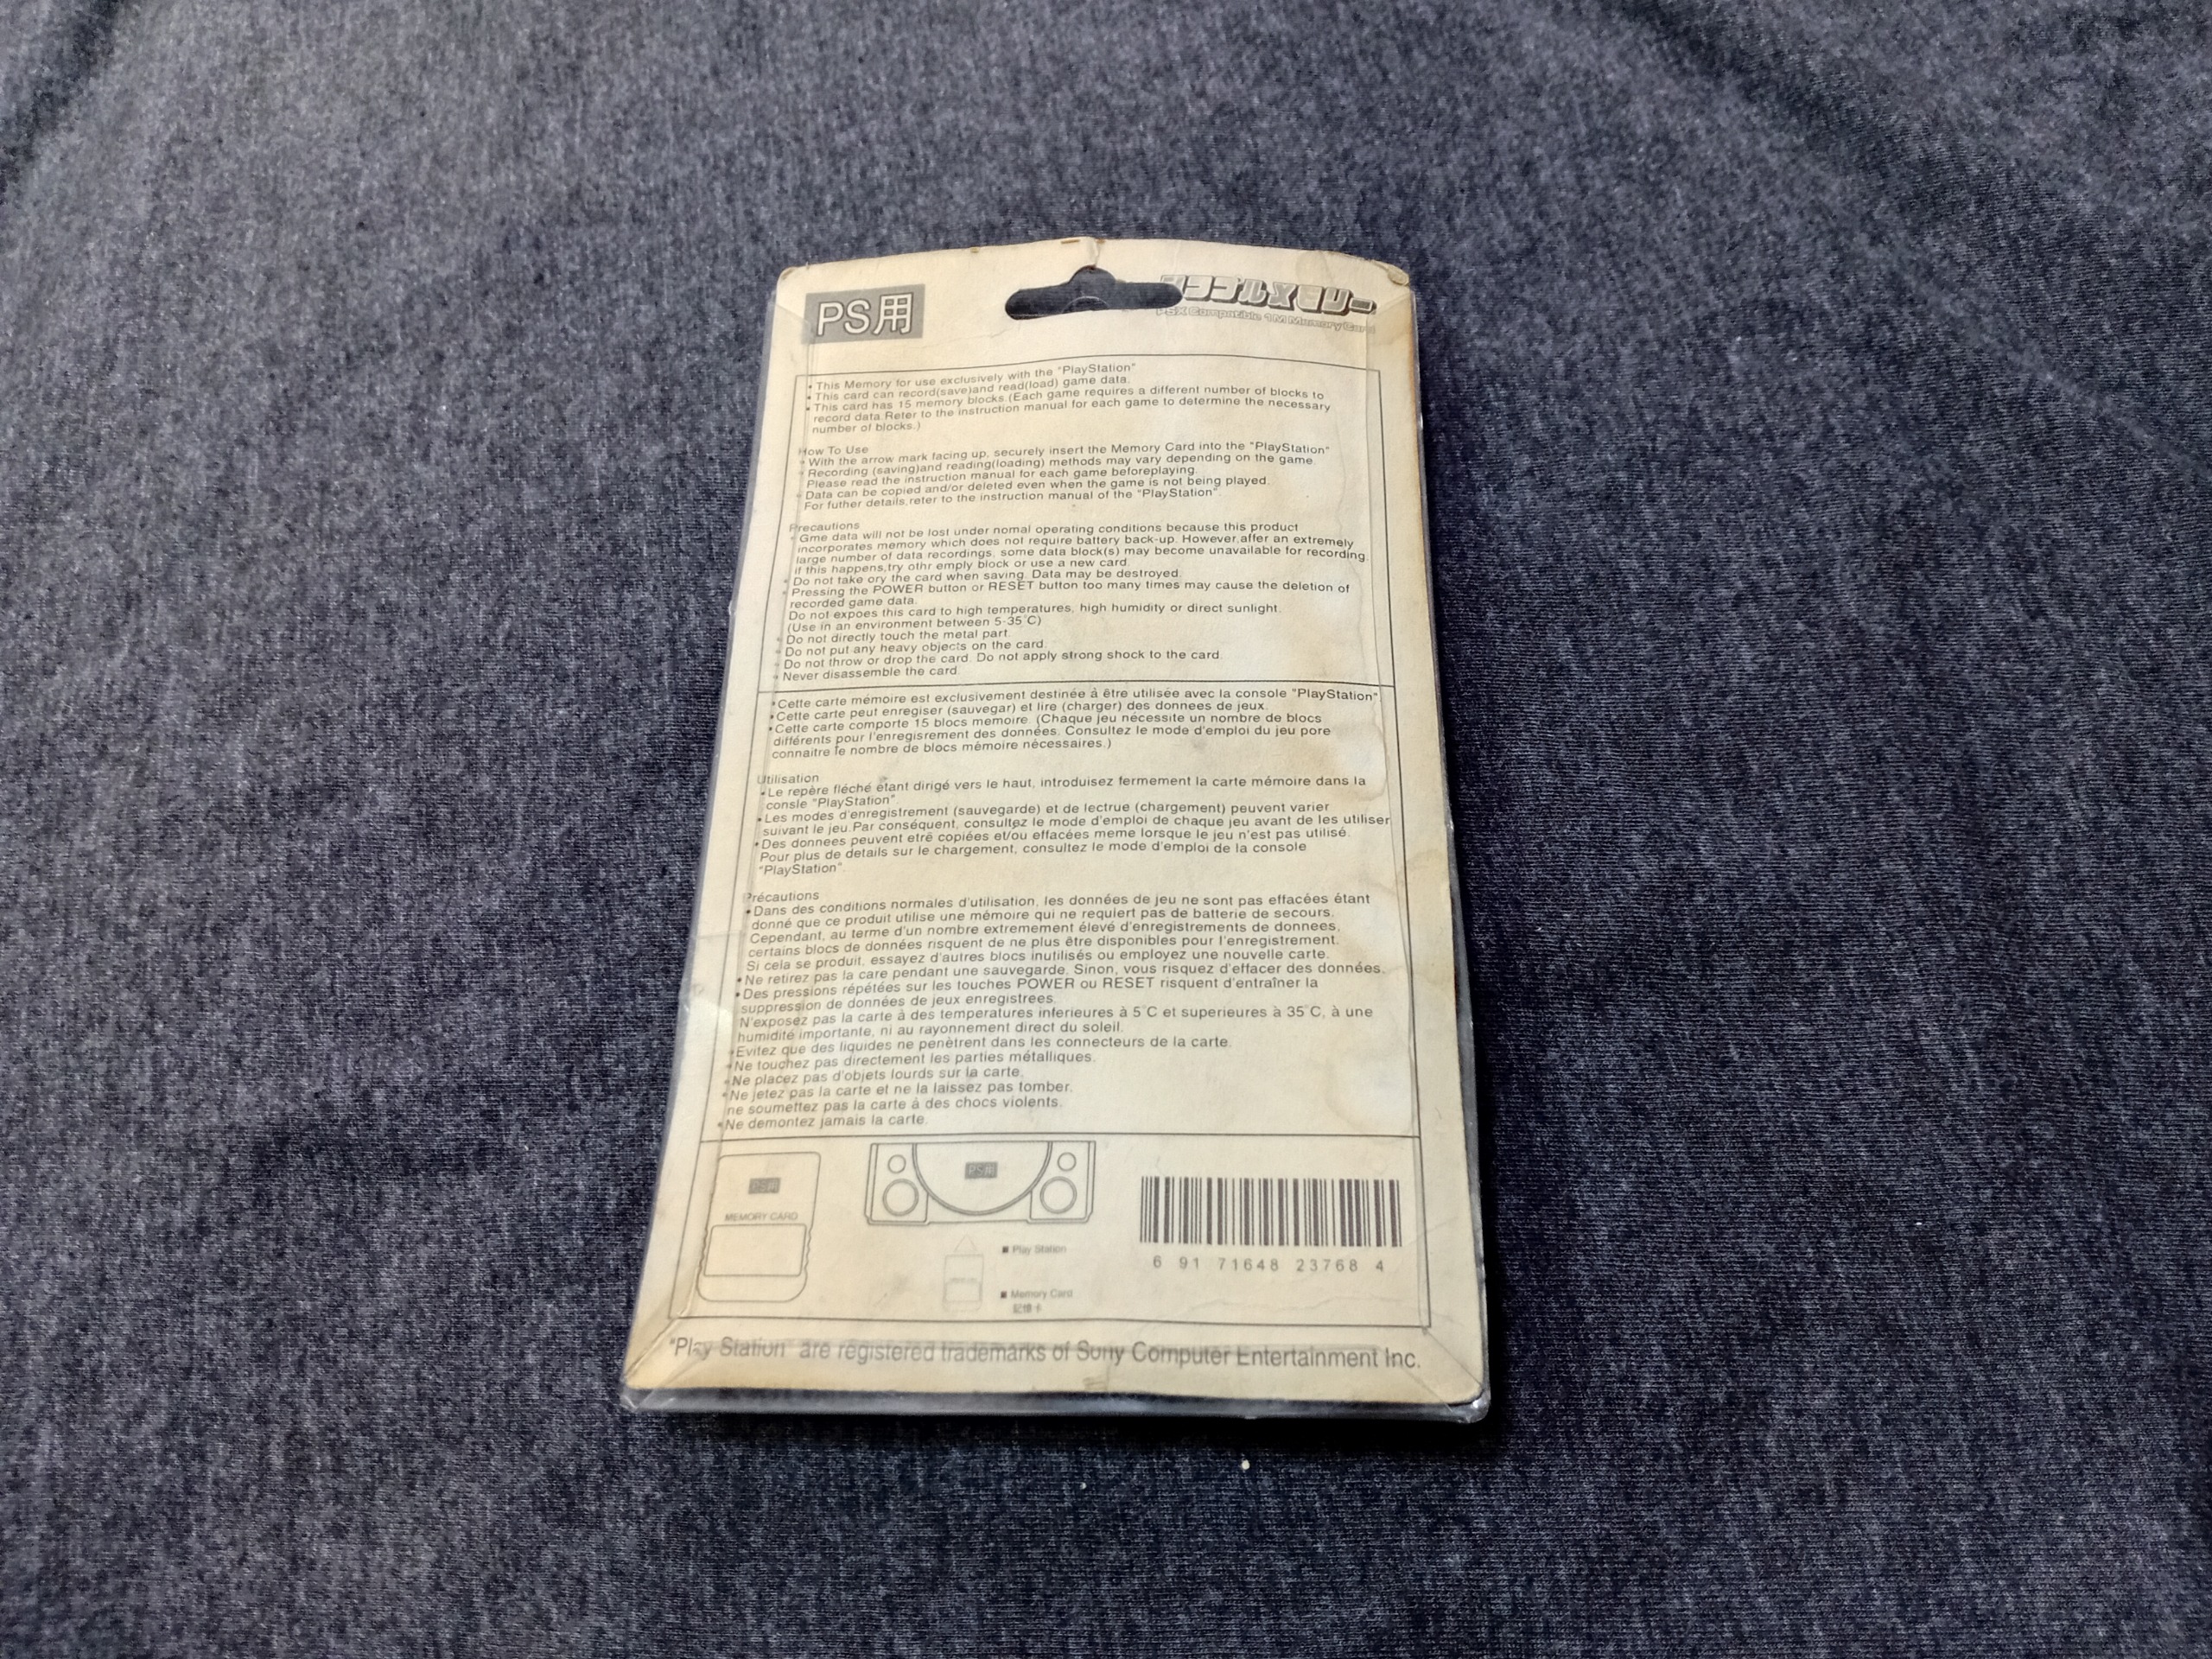 PS用
ラブルメモリー
PSX Compatible 1M Memory Card
• This Memory for use exclusively with the "PlayStation"
• This card can record(save)and read(load) game data.
• This card has 15 memory blocks.(Each game requires a different number of blocks to
record data.Refer to the instruction manual for each game to determine the necessary
number of blocks.)
How To Use
• With the arrow mark facing up, securely insert the Memory Card into the "PlayStation"
• Recording (saving)and reading(loading) methods may vary depending on the game.
Please read the instruction manual for each game beforeplaying.
• Data can be copied and/or deleted even when the game is not being played.
For futher details,refer to the instruction manual of the "PlayStation".
Precautions
• Gme data will not be lost under nomal operating conditions because this product
incorporates memory which does not require battery back-up. However,affer an extremely
large number of data recordings, some data block(s) may become unavailable for recording.
if this happens,try othr emply block or use a new card.
• Do not take ory the card when saving. Data may be destroyed.
• Pressing the POWER button or RESET button too many times may cause the deletion of
recorded game data.
Do not expoes this card to high temperatures, high humidity or direct sunlight.
(Use in an environment between 5-35°C)
• Do not directly touch the metal part.
• Do not put any heavy objects on the card.
• Do not throw or drop the card. Do not apply strong shock to the card.
• Never disassemble the card.
• Cette carte mémoire est exclusivement destinée à être utilisée avec la console "PlayStation"
• Cette carte peut enregiser (sauvegar) et lire (charger) des donnees de jeux.
• Cette carte comporte 15 blocs memoire. (Chaque jeu nécessite un nombre de blocs
différents pour l'enregisrement des données. Consultez le mode d'emploi du jeu pore
connaitre le nombre de blocs mémoire nécessaires.)
Utilisation
• Le repère fléché étant dirigé vers le haut, introduisez fermement la carte mémoire dans la
consle "PlayStation".
• Les modes d'enregistrement (sauvegarde) et de lectrue (chargement) peuvent varier
suivant le jeu.Par conséquent, consultez le mode d'emploi de chaque jeu avant de les utiliser
• Des donnees peuvent etré copiées et/ou effacées meme lorsque le jeu n'est pas utilisé.
Pour plus de details sur le chargement, consultez le mode d'emploi de la console
"PlayStation".
Précautions
• Dans des conditions normales d'utilisation, les données de jeu ne sont pas effacées étant
donné que ce produit utilise une mémoire qui ne requiert pas de batterie de secours.
Cependant, au terme d'un nombre extremement élevé d'enregistrements de donnees,
certains blocs de données risquent de ne plus être disponibles pour l'enregistrement.
Si cela se produit, essayez d'autres blocs inutilisés ou employez une nouvelle carte.
• Ne retirez pas la care pendant une sauvegarde. Sinon, vous risquez d'effacer des données.
• Des pressions répétées sur les touches POWER ou RESET risquent d'entraîner la
suppression de données de jeux enregistrees.
N'exposez pas la carte à des temperatures inferieures à 5°C et superieures à 35°C, à une
humidité importante, ni au rayonnement direct du soleil.
• Evitez que des liquides ne penètrent dans les connecteurs de la carte.
• Ne touchez pas directement les parties métalliques.
• Ne placez pas d'objets lourds sur la carte.
• Ne jetez pas la carte et ne la laissez pas tomber.
ne soumettez pas la carte à des chocs violents.
• Ne demontez jamais la carte.
PS用
MEMORY CARD
PS用
■ Play Station
■ Memory Card
記憶卡
6 91 71648 23768 4
"Play Station" are registered trademarks of Sony Computer Entertainment Inc.